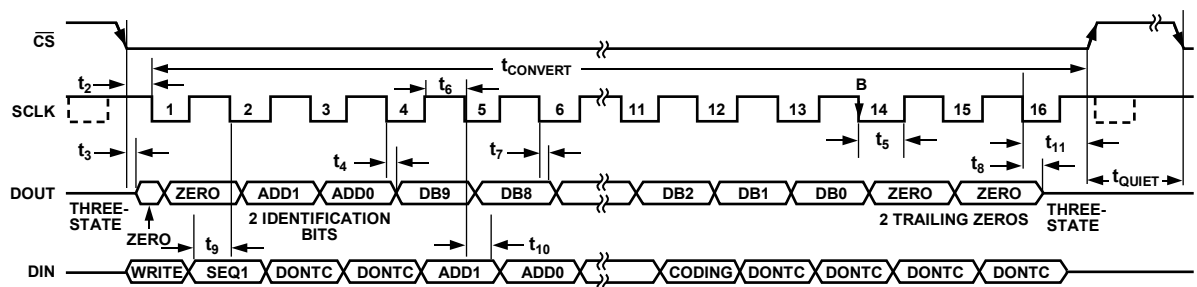 CS
tCONVERT
t2
t6
B
SCLK
1 2 3 4 5 6 11 12 13 14 15 16
t3
t4
t7
t5
t8
t11
DOUT
ZERO ADD1 ADD0 DB9 DB8 DB2 DB1 DB0 ZERO ZERO
tQUIET
THREE-
STATE
ZERO
2 IDENTIFICATION
BITS
2 TRAILING ZEROS
THREE-
STATE
t9
t10
DIN
WRITE SEQ1 DONTC DONTC ADD1 ADD0 CODING DONTC DONTC DONTC DONTC